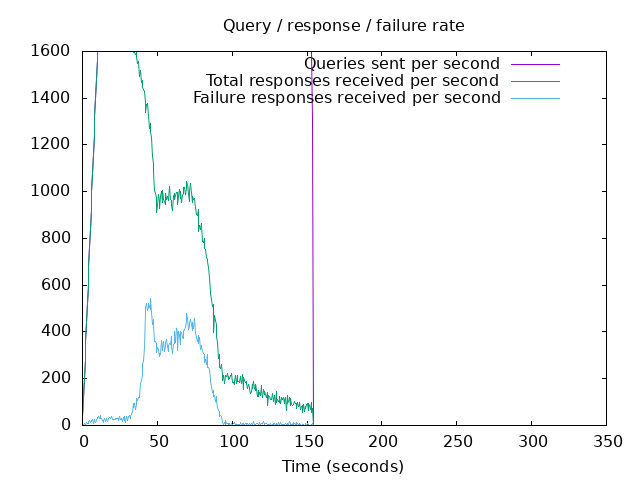 Query / response / failure rate
1600
1400
1200
1000
800
600
400
200
0
Queries sent per second
Total responses received per second
Failure responses received per second
0 50 100 150 200 250 300 350
Time (seconds)